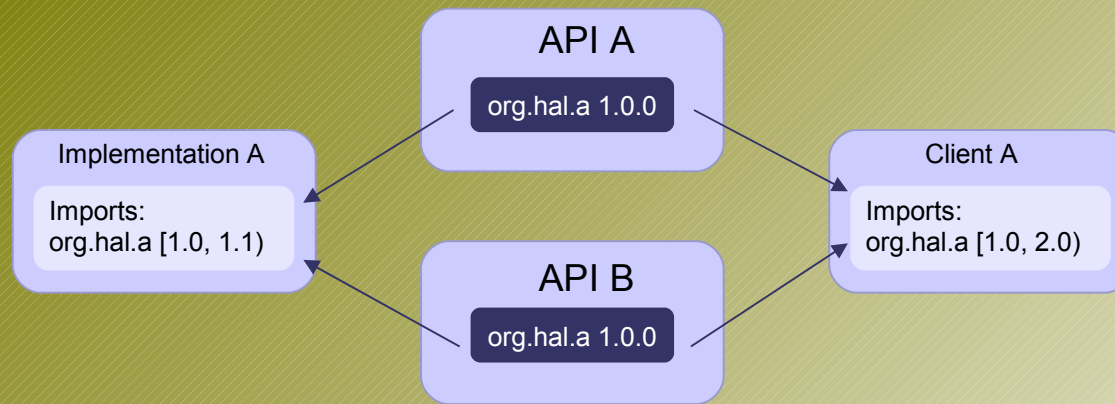 API A
org.hal.a 1.0.0
Implementation A
Imports:
org.hal.a [1.0, 1.1)
Client A
Imports:
org.hal.a [1.0, 2.0)
API B
org.hal.a 1.0.0